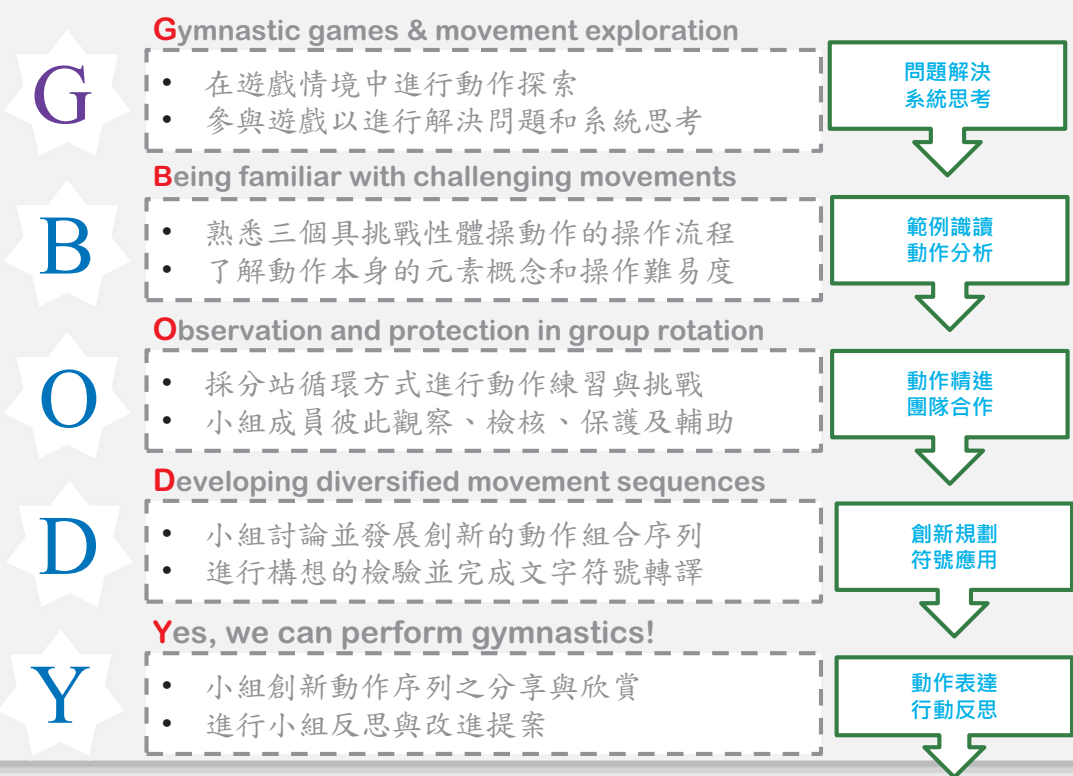 G
Gymnastic games & movement exploration
• 在遊戲情境中進行動作探索
• 參與遊戲以進行解決問題和系統思考
問題解決
系統思考
B
Being familiar with challenging movements
• 熟悉三個具挑戰性體操動作的操作流程
• 了解動作本身的元素概念和操作難易度
範例識讀
動作分析
O
Observation and protection in group rotation
• 採分站循環方式進行動作練習與挑戰
• 小組成員彼此觀察、檢核、保護及輔助
動作精進
團隊合作
D
Developing diversified movement sequences
• 小組討論並發展創新的動作組合序列
• 進行構想的檢驗並完成文字符號轉譯
創新規劃
符號應用
Y
Yes, we can perform gymnastics!
• 小組創新動作序列之分享與欣賞
• 進行小組反思與改進提案
動作表達
行動反思